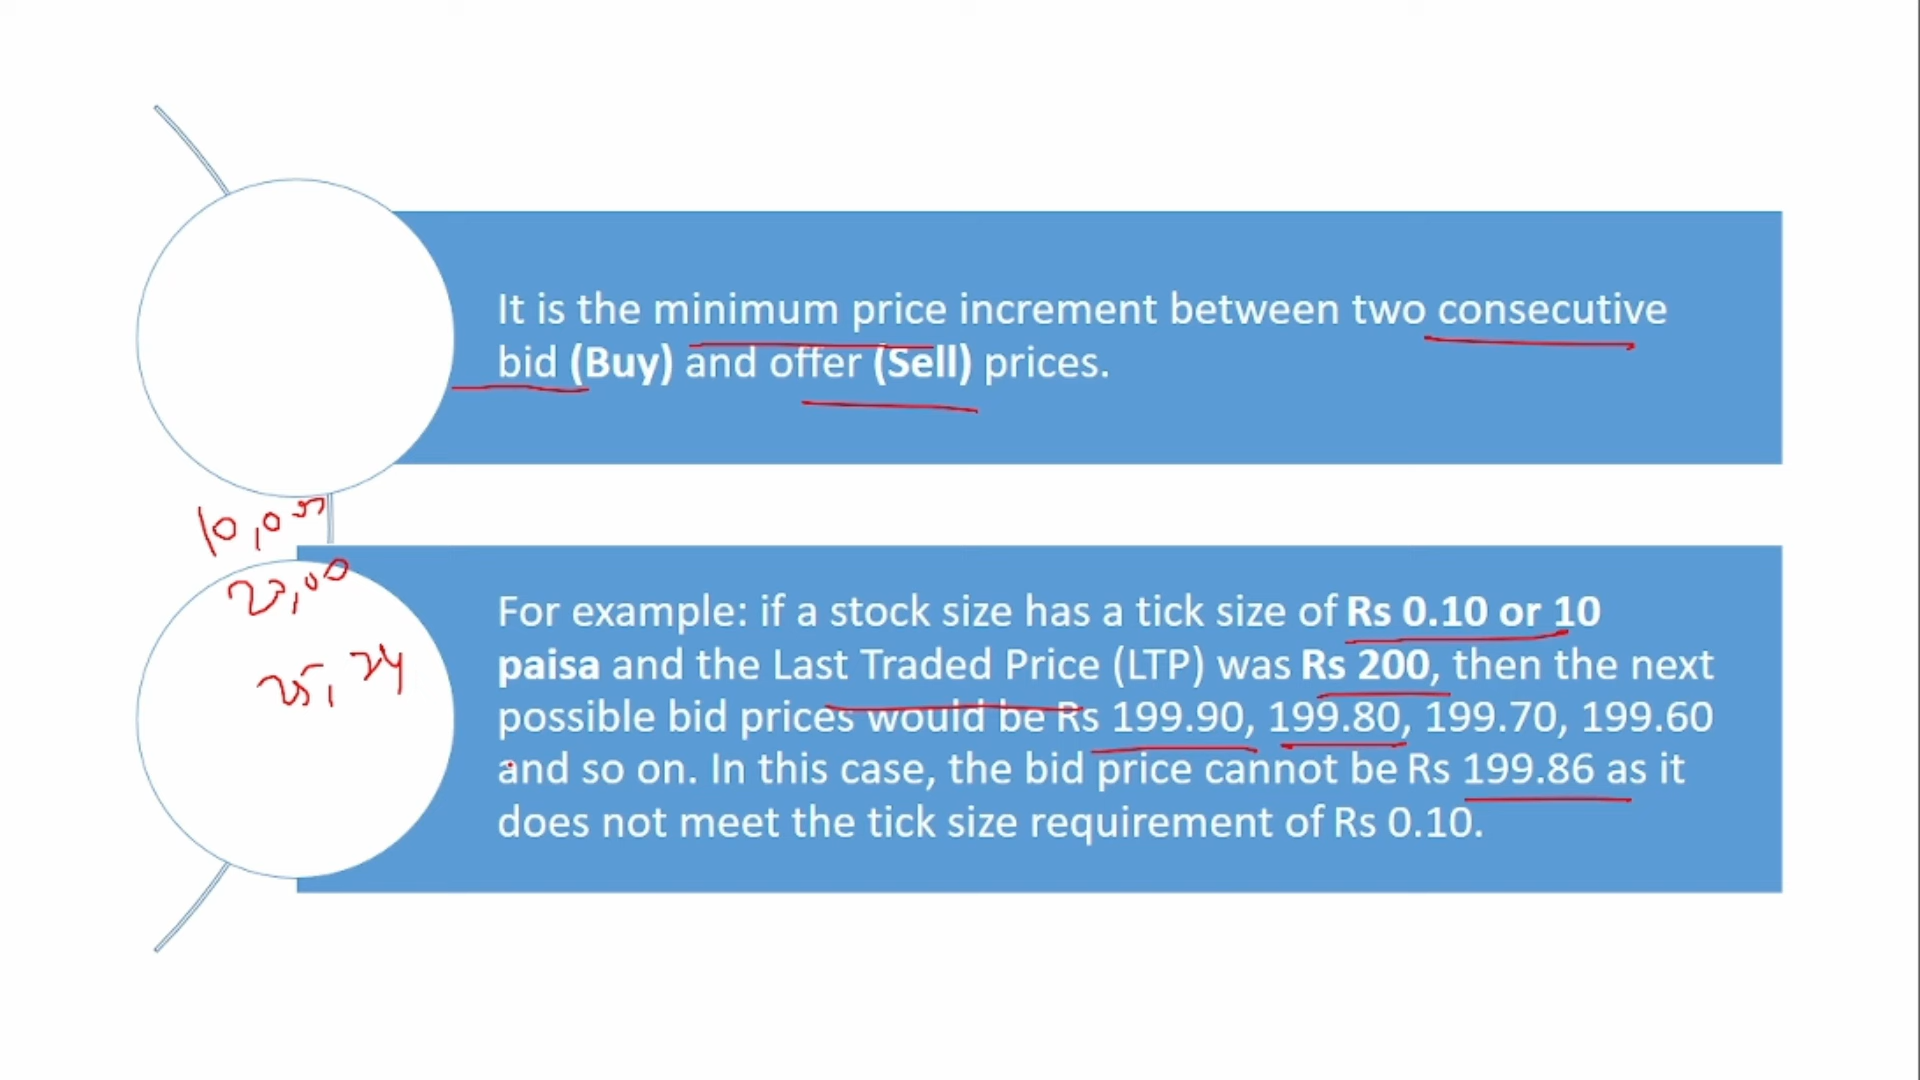 It is the minimum price increment between two consecutive
bid (Buy) and offer (Sell) prices.
For example: if a stock size has a tick size of Rs 0.10 or 10
paisa and the Last Traded Price (LTP) was Rs 200, then the next
possible bid prices would be Rs 199.90, 199.80, 199.70, 199.60
and so on. In this case, the bid price cannot be Rs 199.86 as it
does not meet the tick size requirement of Rs 0.10.
25, 24